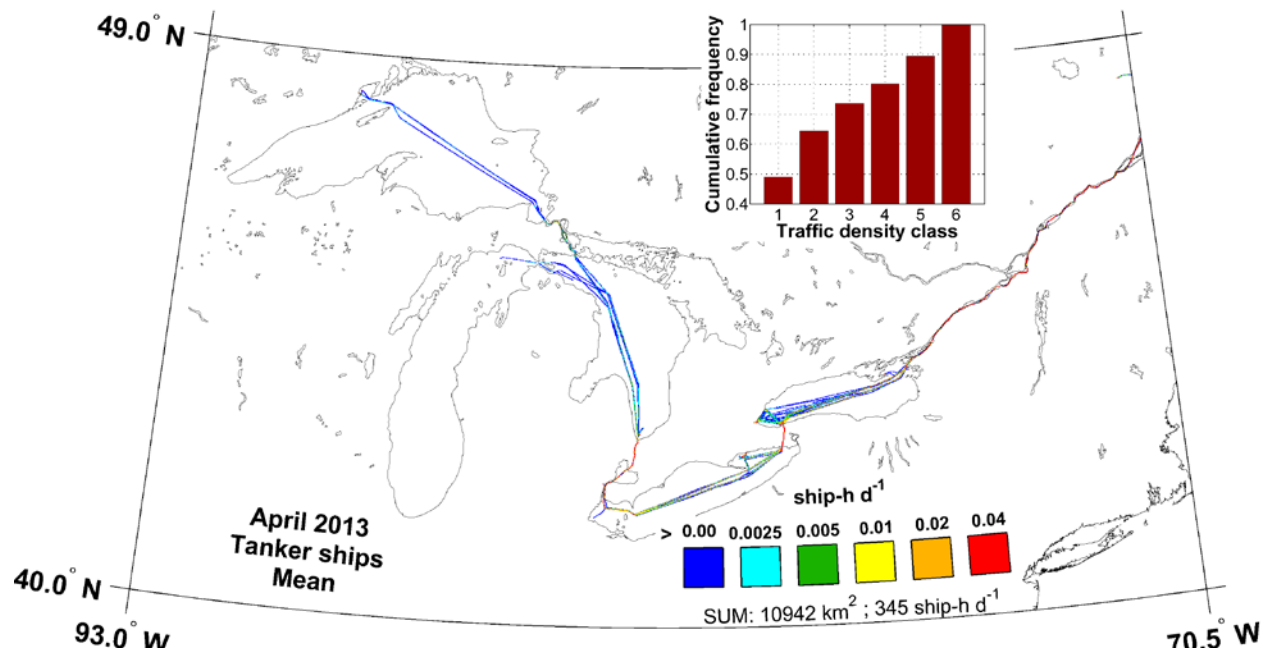 49.0° N
1
0.9
0.8
0.7
0.6
0.5
0.4
Cumulative frequency
1 2 3 4 5 6
Traffic density class
April 2013
Tanker ships
Mean
ship-h d⁻¹
> 0.00 0.0025 0.005 0.01 0.02 0.04
SUM: 10942 km² ; 345 ship-h d⁻¹
40.0° N
93.0° W
70.5° W